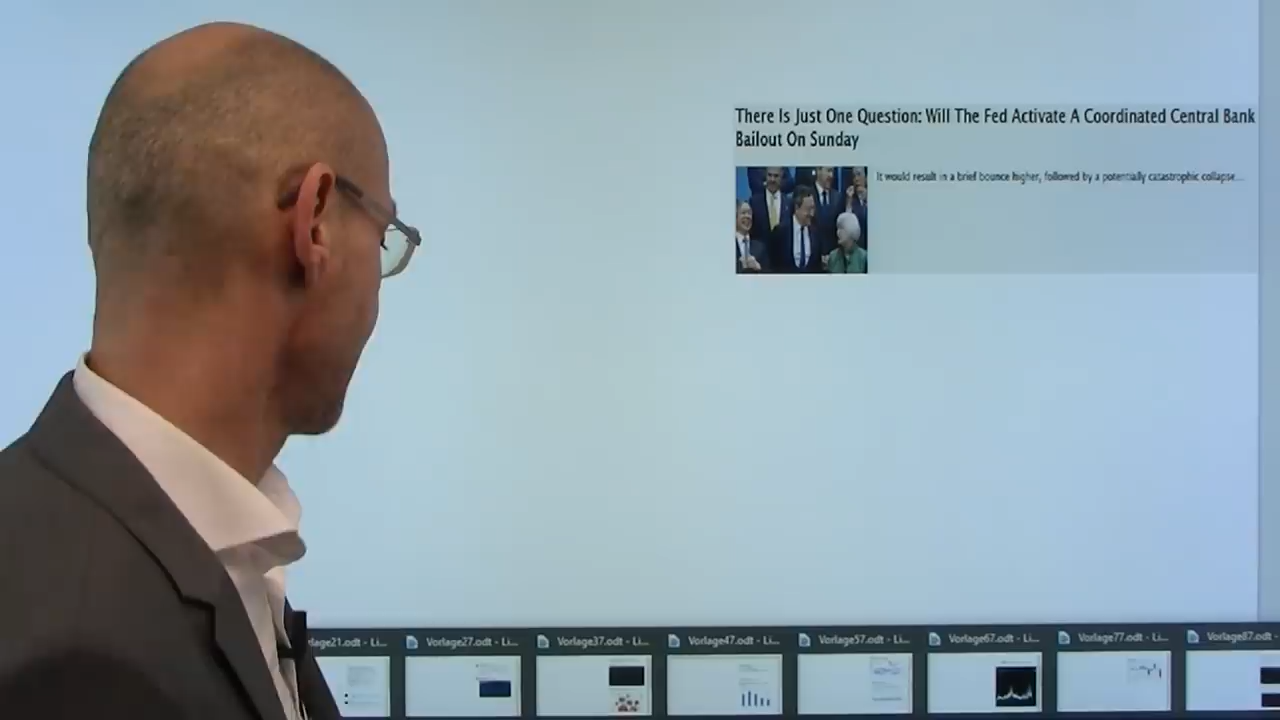 There Is Just One Question: Will The Fed Activate A Coordinated Central Bank
Bailout On Sunday
It would result in a brief bounce higher, followed by a potentially catastrophic collapse...
lage21.odt - Li...
Vorlage27.odt - Li...
Vorlage37.odt - Li...
Vorlage47.odt - Li...
Vorlage57.odt - Li...
Vorlage67.odt - Li...
Vorlage77.odt - Li...
Vorlage87.odt -